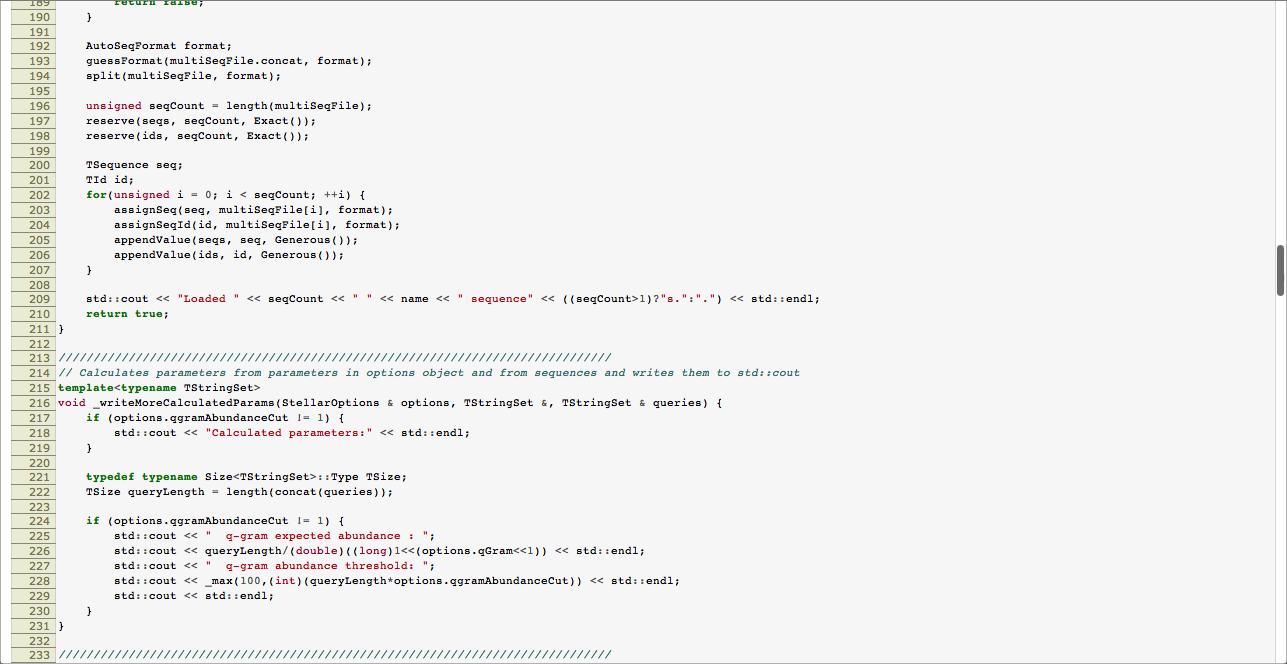 189         return false;
190     }
191
192     AutoSeqFormat format;
193     guessFormat(multiSeqFile.concat, format);
194     split(multiSeqFile, format);
195
196     unsigned seqCount = length(multiSeqFile);
197     reserve(seqs, seqCount, Exact());
198     reserve(ids, seqCount, Exact());
199
200     TSequence seq;
201     TId id;
202     for(unsigned i = 0; i < seqCount; ++i) {
203         assignSeq(seq, multiSeqFile[i], format);
204         assignSeqId(id, multiSeqFile[i], format);
205         appendValue(seqs, seq, Generous());
206         appendValue(ids, id, Generous());
207     }
208
209     std::cout << "Loaded " << seqCount << " " << name << " sequence" << ((seqCount>1)?"s.":".") << std::endl;
210     return true;
211 }
212
213 ///////////////////////////////////////////////////////////////////////////////
214 // Calculates parameters from parameters in options object and from sequences and writes them to std::cout
215 template<typename TStringSet>
216 void _writeMoreCalculatedParams(StellarOptions & options, TStringSet &, TStringSet & queries) {
217     if (options.qgramAbundanceCut != 1) {
218         std::cout << "Calculated parameters:" << std::endl;
219     }
220
221     typedef typename Size<TStringSet>::Type TSize;
222     TSize queryLength = length(concat(queries));
223
224     if (options.qgramAbundanceCut != 1) {
225         std::cout << "  q-gram expected abundance : ";
226         std::cout << queryLength/(double)((long)1<<(options.qGram<<1)) << std::endl;
227         std::cout << "  q-gram abundance threshold: ";
228         std::cout << _max(100,(int)(queryLength*options.qgramAbundanceCut)) << std::endl;
229         std::cout << std::endl;
230     }
231 }
232
233 ///////////////////////////////////////////////////////////////////////////////